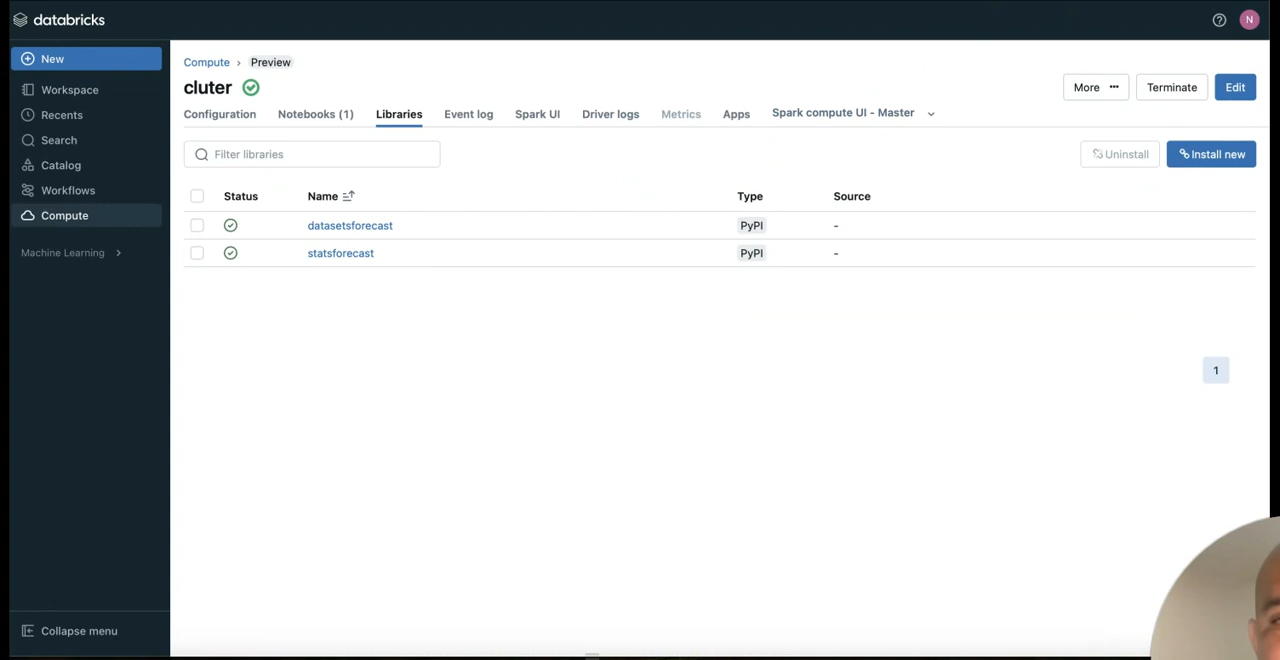 databricks
N
New
Workspace
Recents
Search
Catalog
Workflows
Compute
Machine Learning
Collapse menu
Compute › Preview
cluter
More ··· Terminate Edit
Configuration Notebooks (1) Libraries Event log Spark UI Driver logs Metrics Apps Spark compute UI - Master
Filter libraries
Uninstall Install new
Status Name Type Source
datasetsforecast PyPI -
statsforecast PyPI -
1